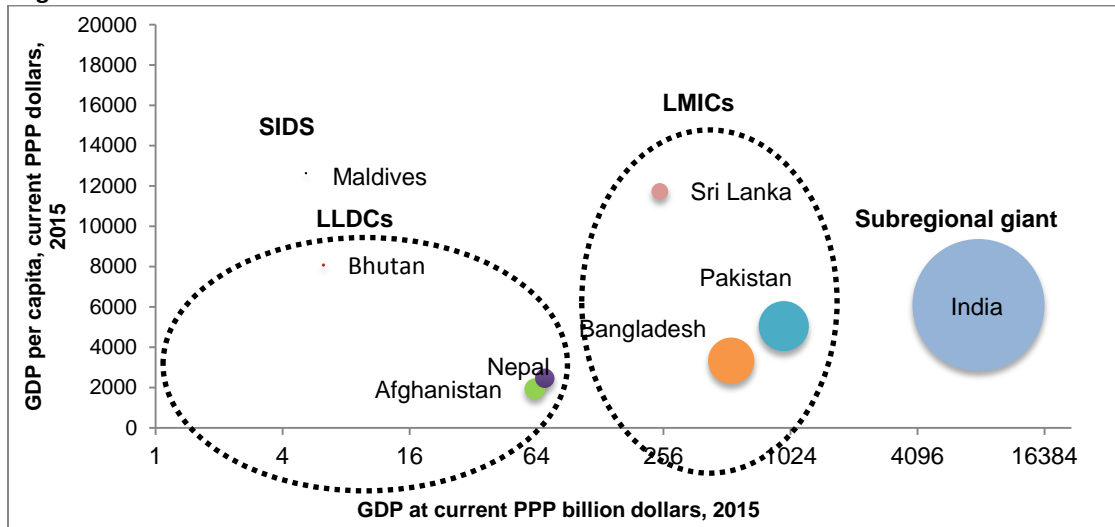 20000
18000
16000
14000
12000
10000
8000
6000
4000
2000
0
GDP per capita, current PPP dollars,
2015
SIDS
Maldives
LLDCs
Bhutan
Nepal
Afghanistan
LMICs
Sri Lanka
Pakistan
Bangladesh
Subregional giant
India
1
4
16
64
256
1024
4096
16384
GDP at current PPP billion dollars, 2015